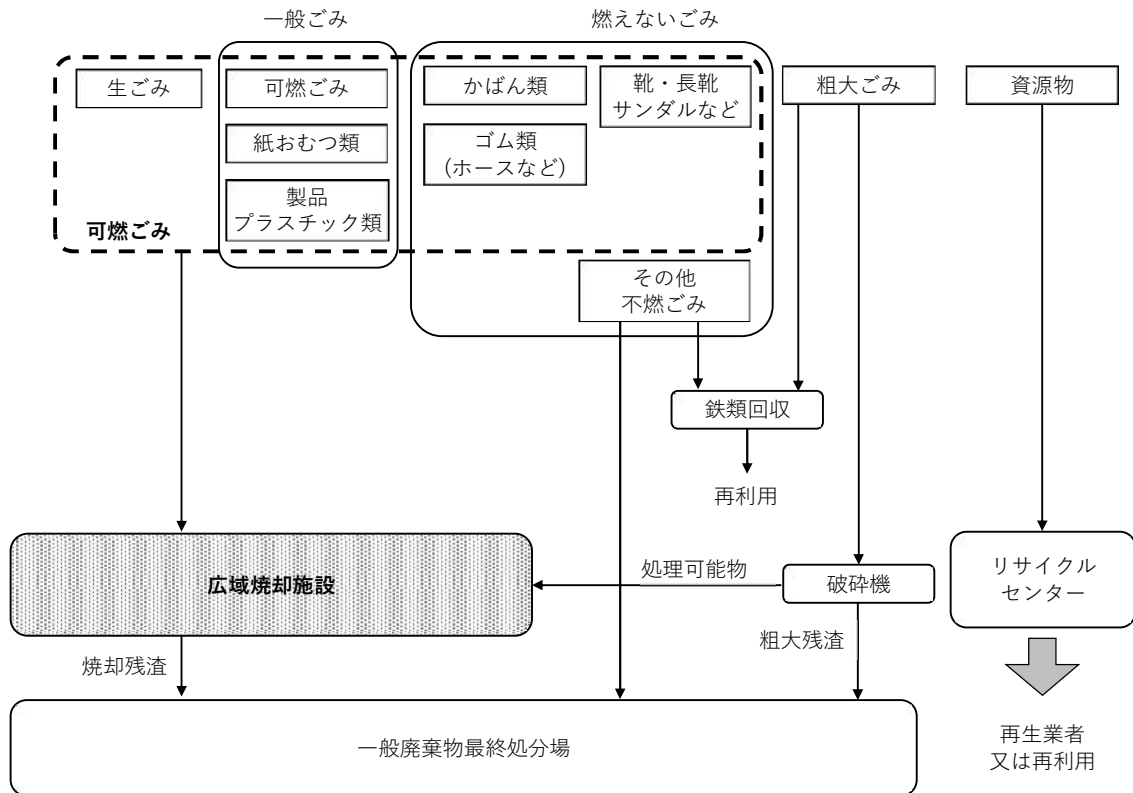 一般ごみ
燃えないごみ
生ごみ
可燃ごみ
紙おむつ類
製品
プラスチック類
かばん類
ゴム類
(ホースなど)
靴・長靴
サンダルなど
粗大ごみ
資源物
可燃ごみ
その他
不燃ごみ
鉄類回収
再利用
広域焼却施設
処理可能物
破砕機
リサイクル
センター
焼却残渣
粗大残渣
一般廃棄物最終処分場
再生業者
又は再利用